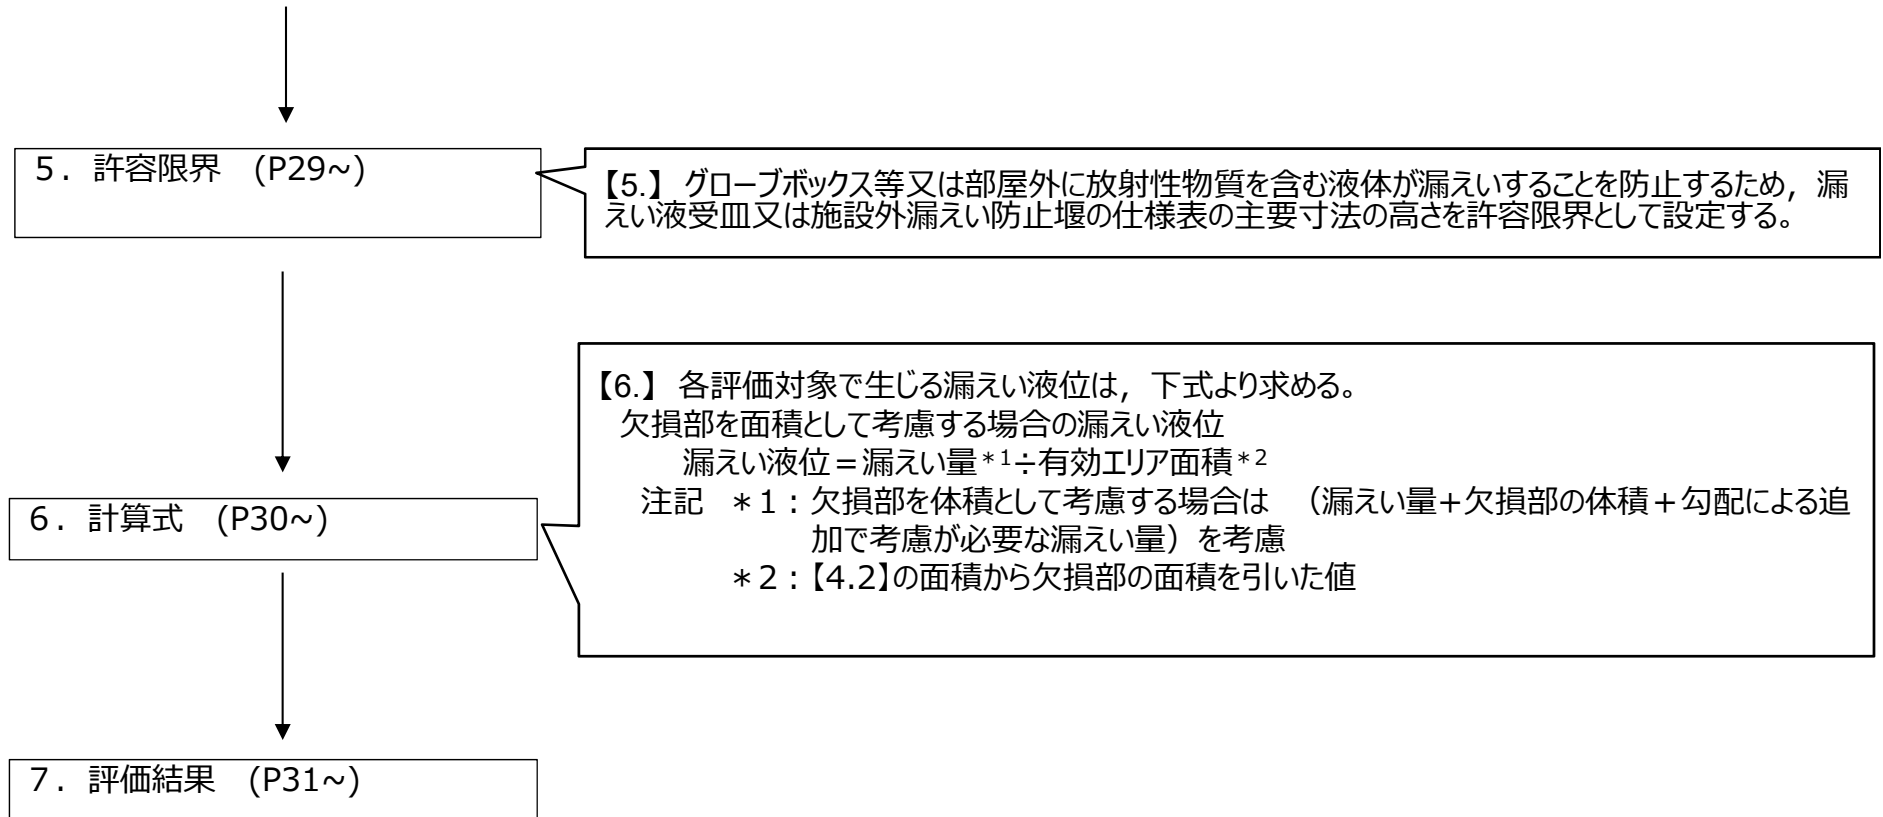 ５．許容限界　(P29~)
【5.】 グローブボックス等又は部屋外に放射性物質を含む液体が漏えいすることを防止するため，漏
えい液受皿又は施設外漏えい防止堰の仕様表の主要寸法の高さを許容限界として設定する。
【6.】 各評価対象で生じる漏えい液位は，下式より求める。
欠損部を面積として考慮する場合の漏えい液位
漏えい液位＝漏えい量*1÷有効エリア面積*2
注記　＊１：欠損部を体積として考慮する場合は　（漏えい量＋欠損部の体積＋勾配による追
加で考慮が必要な漏えい量）を考慮
＊２：【4.2】の面積から欠損部の面積を引いた値
６．計算式　(P30~)
７．評価結果　(P31~)